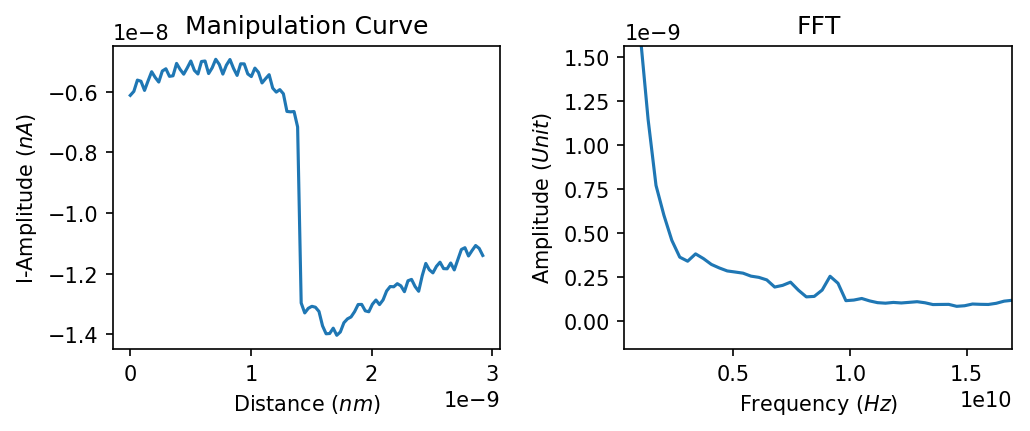 Manipulation Curve
1e−8
I-Amplitude (nA)
−0.6
−0.8
−1.0
−1.2
−1.4
0
1
2
3
1e−9
Distance (nm)
FFT
1e−9
Amplitude (Unit)
1.50
1.25
1.00
0.75
0.50
0.25
0.00
0.5
1.0
1.5
1e10
Frequency (Hz)